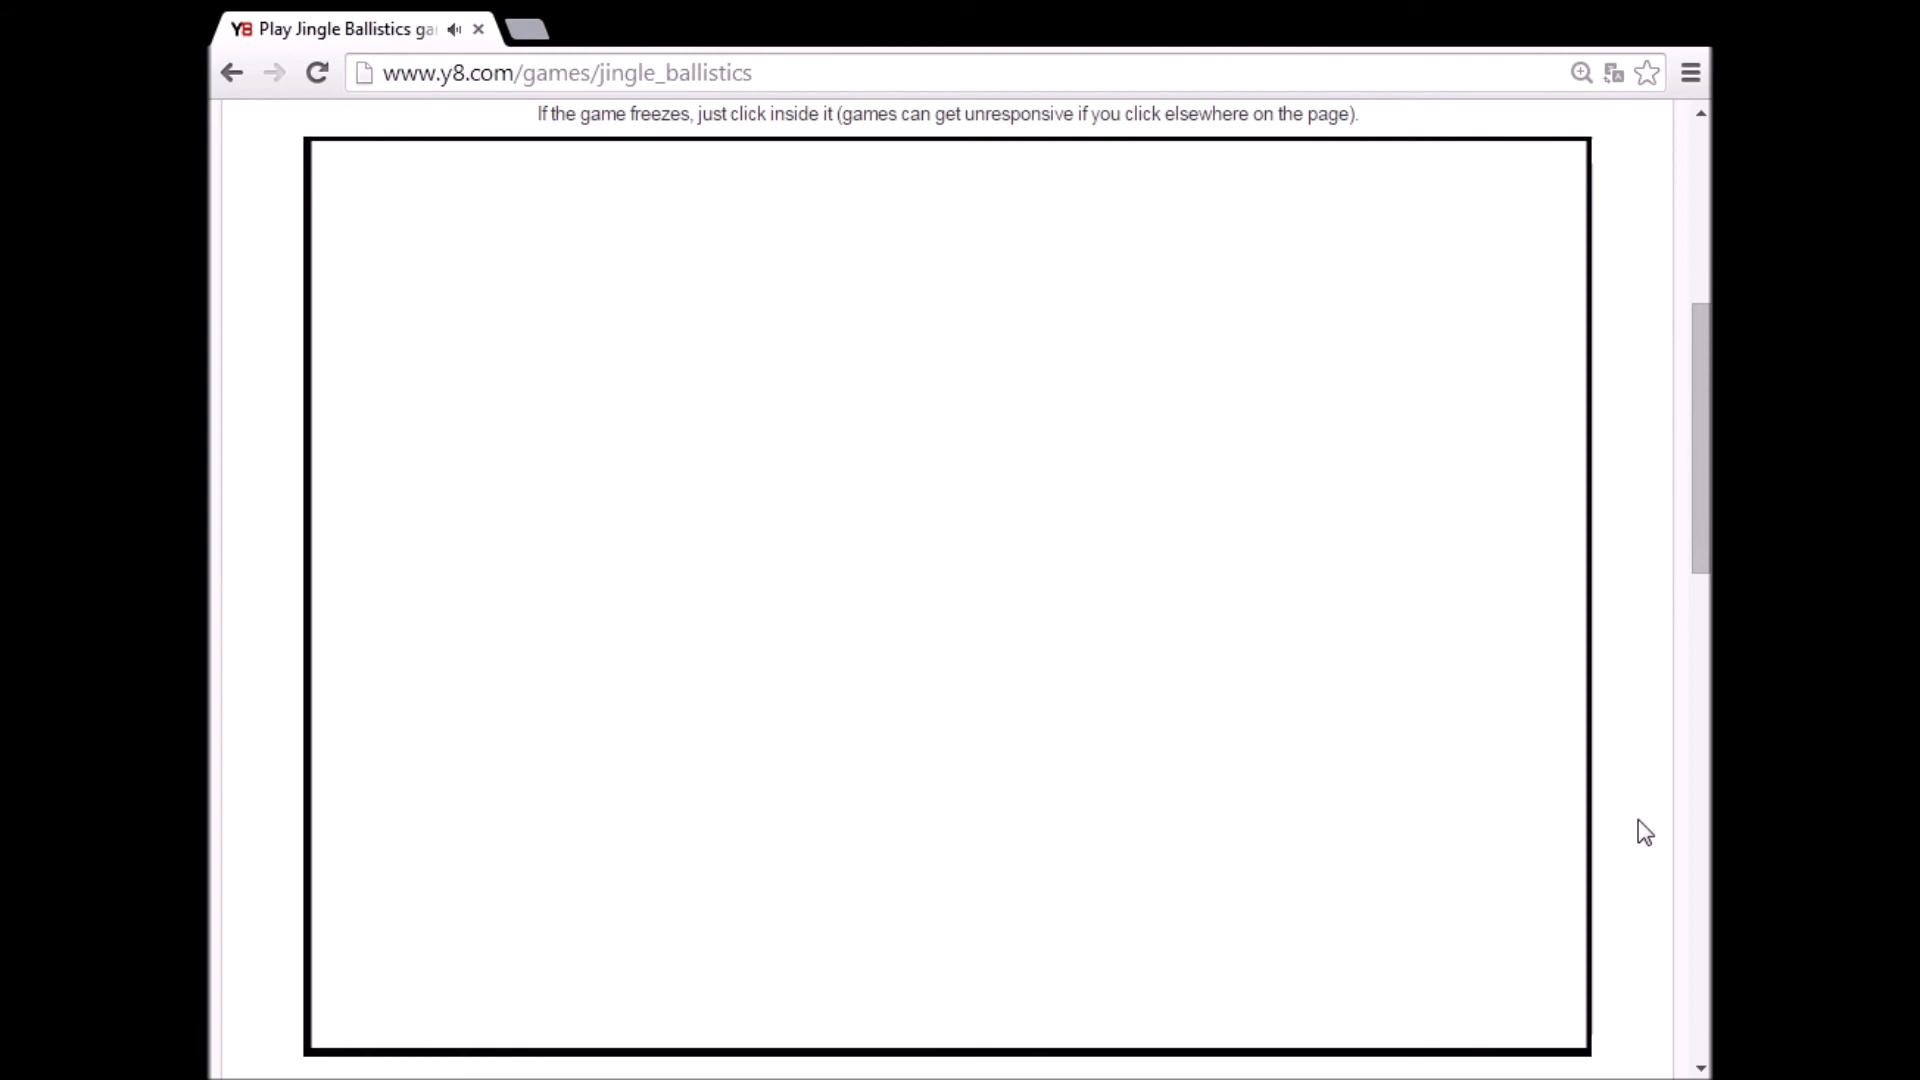 Y8 Play Jingle Ballistics ga
www.y8.com/games/jingle_ballistics
If the game freezes, just click inside it (games can get unresponsive if you click elsewhere on the page).